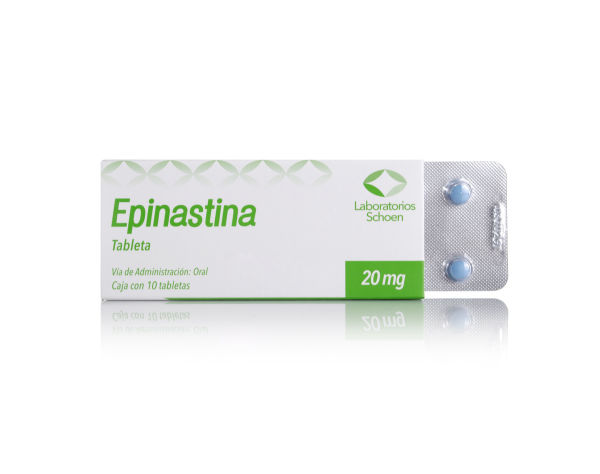 Epinastina
Tableta
Vía de Administración: Oral
Caja con 10 tabletas
Laboratorios
Schoen
20 mg